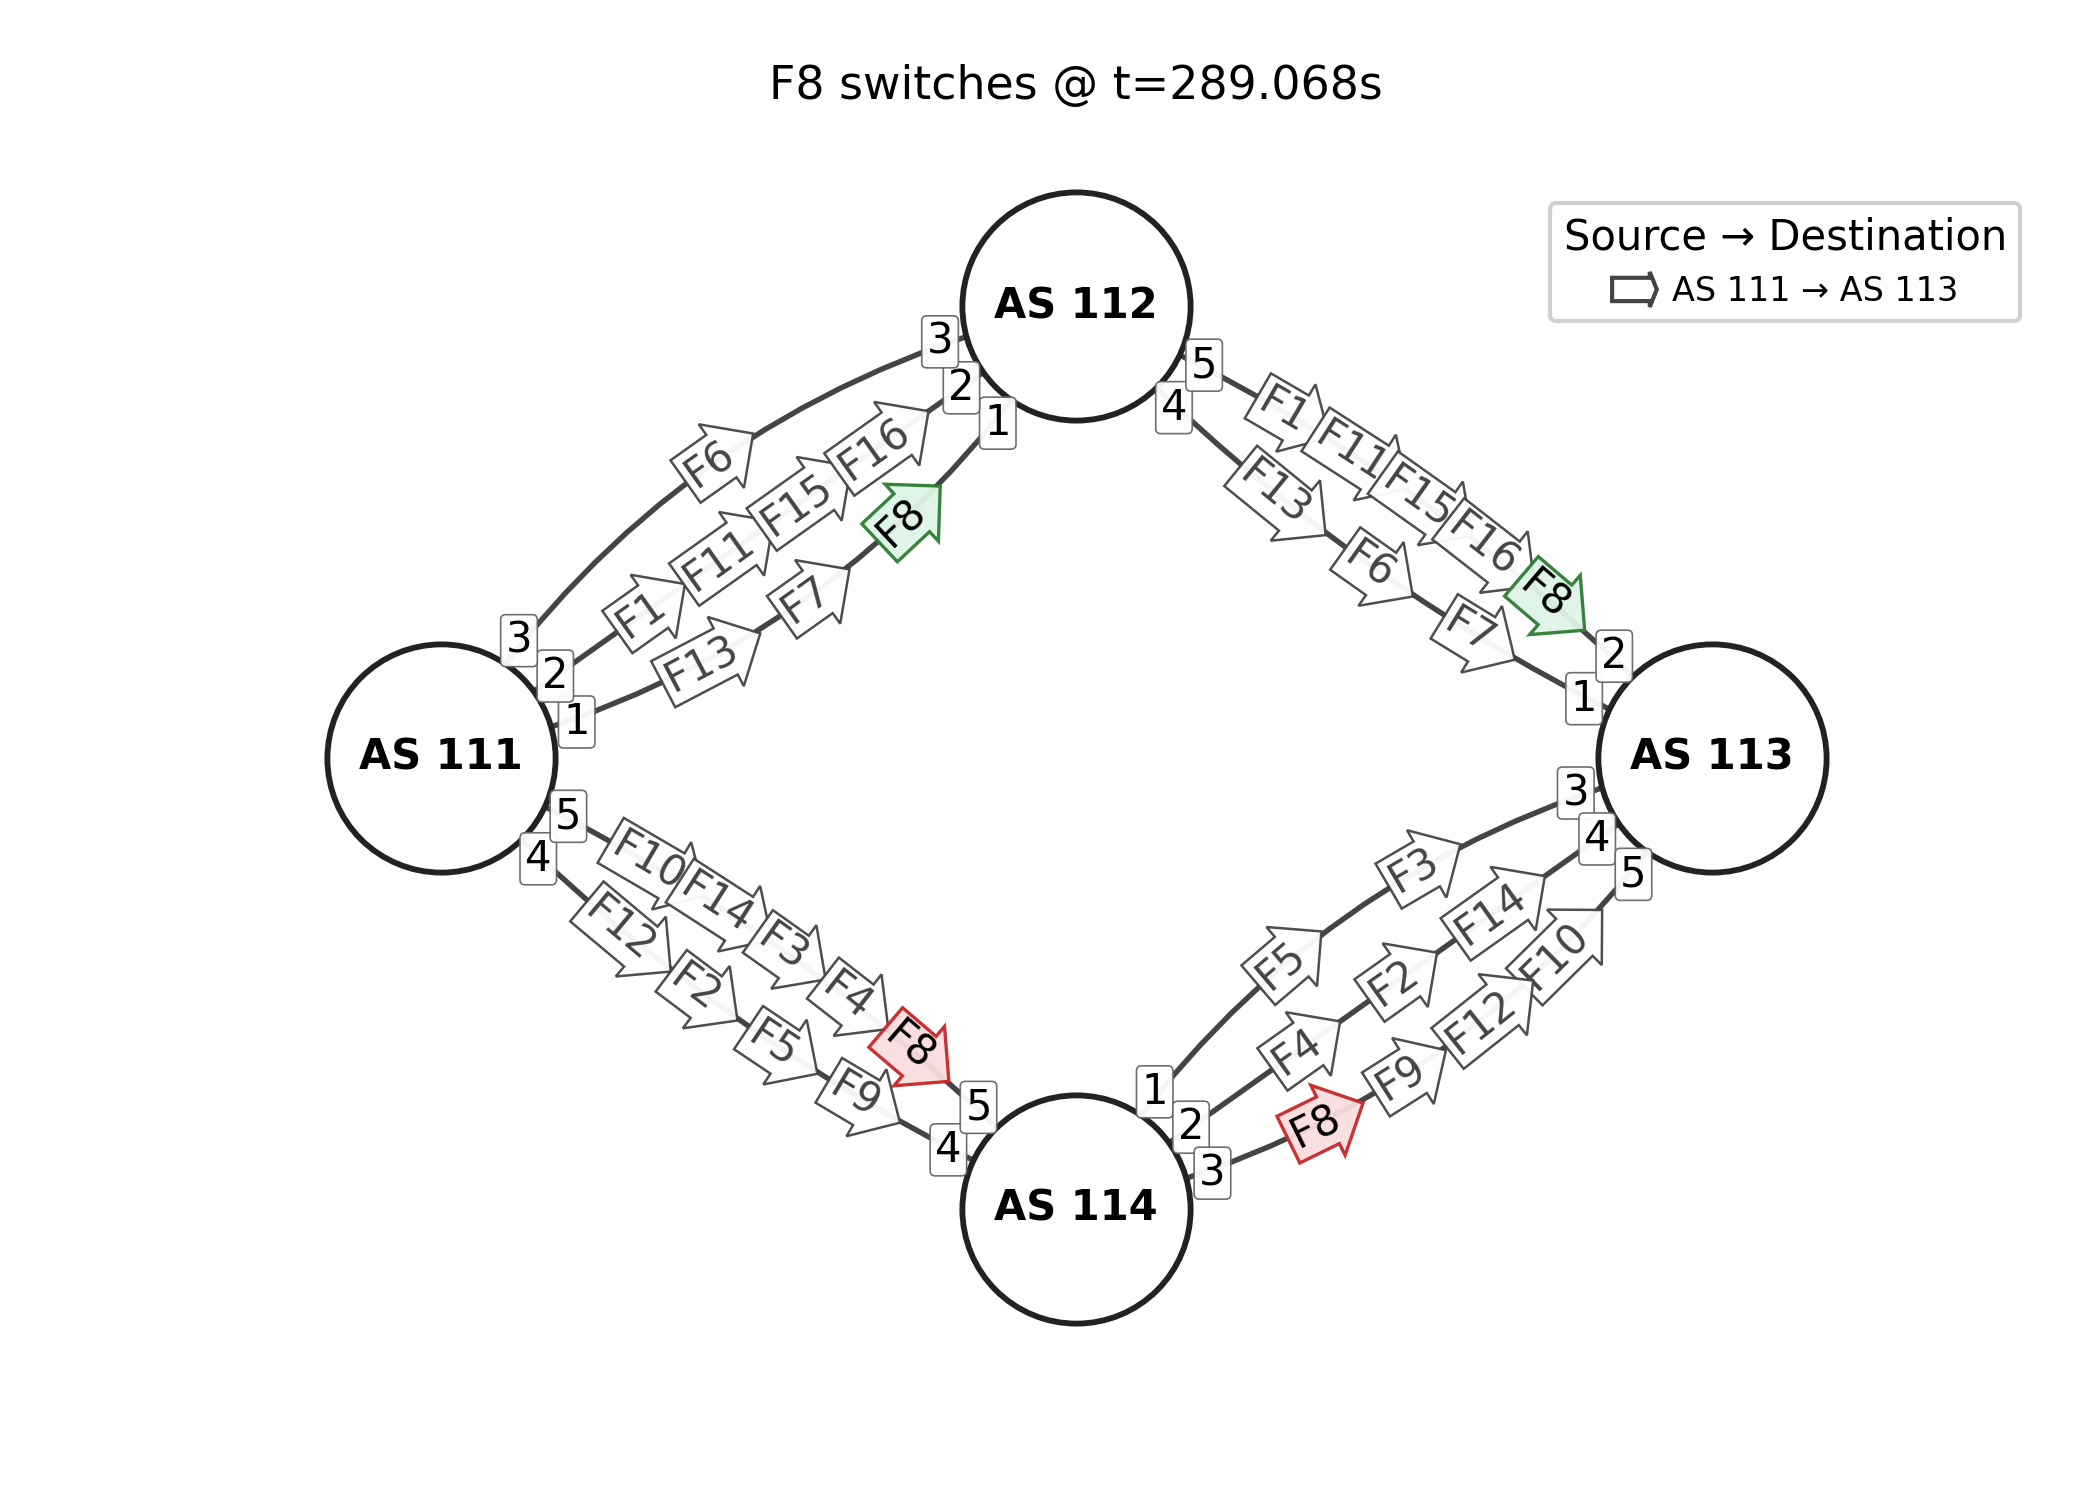 F8 switches @ t=289.068s
Source → Destination
AS 111 → AS 113
AS 112
3
2
1
5
4
F6
F1
F11
F15
F16
F13
F7
F8
F1
F11
F15
F16
F8
F13
F6
F7
3
2
1
2
1
AS 111
AS 113
5
4
3
4
5
F10
F14
F3
F4
F8
F12
F2
F5
F9
F5
F3
F4
F2
F14
F8
F9
F12
F10
5
4
1
2
3
AS 114